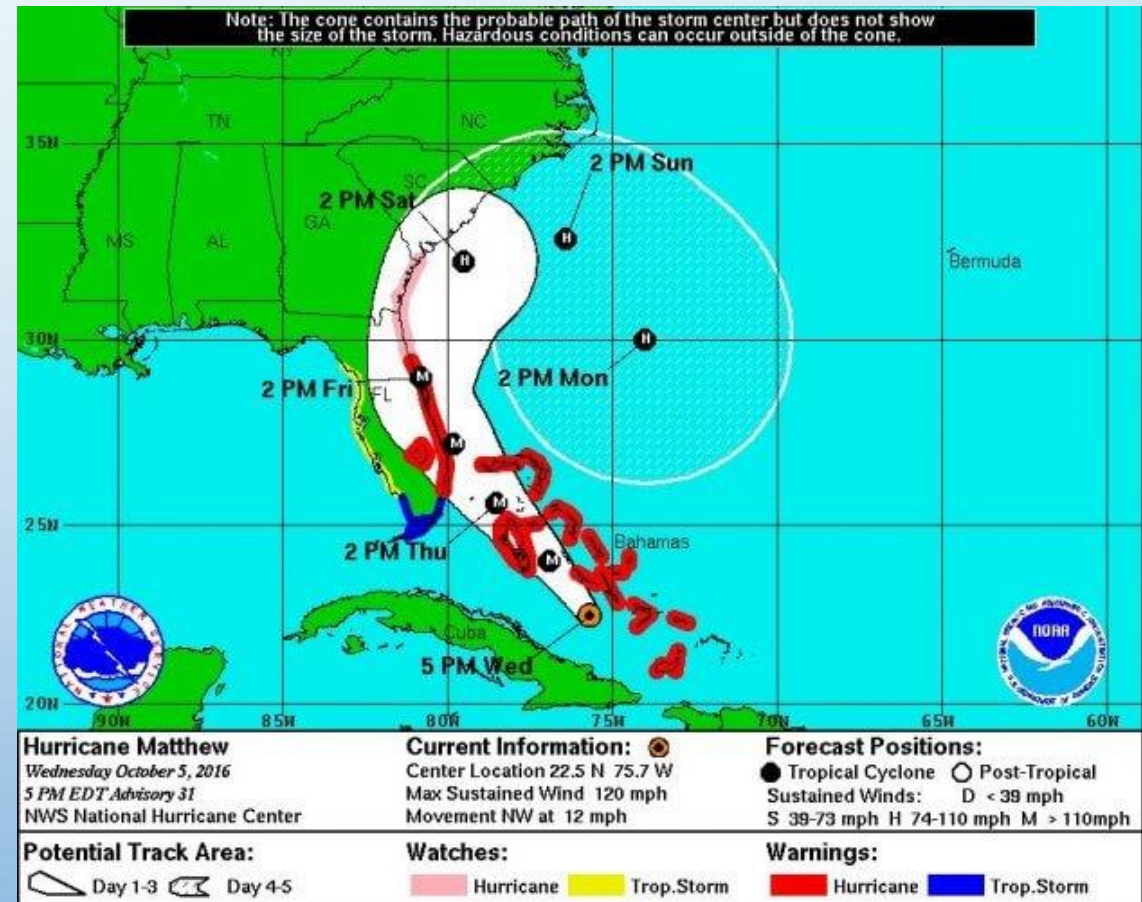 Note: The cone contains the probable path of the storm center but does not show
the size of the storm. Hazardous conditions can occur outside of the cone.
TN
NC
35N
2 PM Sun
SC
2 PM Sat
GA
MS
AL
H
H
Bermuda
30N
H
2 PM Mon
M
2 PM Fri
FL
M
M
25N
Bahamas
2 PM Thu
M
NATIONAL WEATHER SERVICE
NOAA
Cuba
5 PM Wed
20N
90W
85W
80W
75W
70W
65W
60W
Hurricane Matthew
Wednesday October 5, 2016
5 PM EDT Advisory 31
NWS National Hurricane Center
Current Information:
Center Location 22.5 N 75.7 W
Max Sustained Wind 120 mph
Movement NW at 12 mph
Forecast Positions:
Tropical Cyclone Post-Tropical
Sustained Winds: D < 39 mph
S 39-73 mph H 74-110 mph M > 110mph
Potential Track Area:
Day 1-3 Day 4-5
Watches:
Hurricane Trop.Storm
Warnings:
Hurricane Trop.Storm